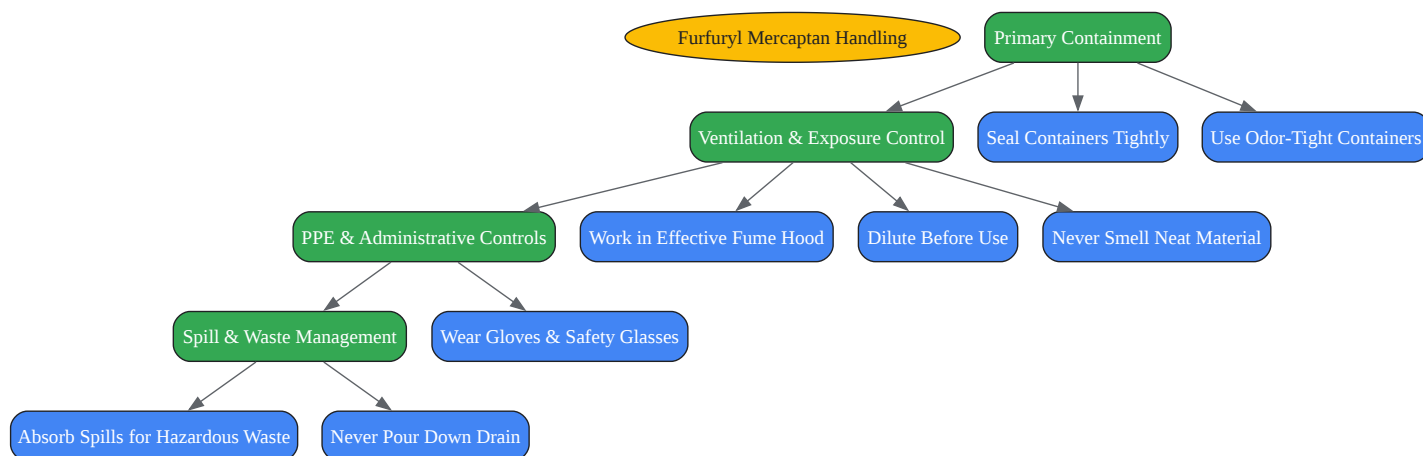 Furfuryl Mercaptan Handling
Primary Containment
Ventilation & Exposure Control
Seal Containers Tightly
Use Odor-Tight Containers
PPE & Administrative Controls
Work in Effective Fume Hood
Dilute Before Use
Never Smell Neat Material
Spill & Waste Management
Wear Gloves & Safety Glasses
Absorb Spills for Hazardous Waste
Never Pour Down Drain